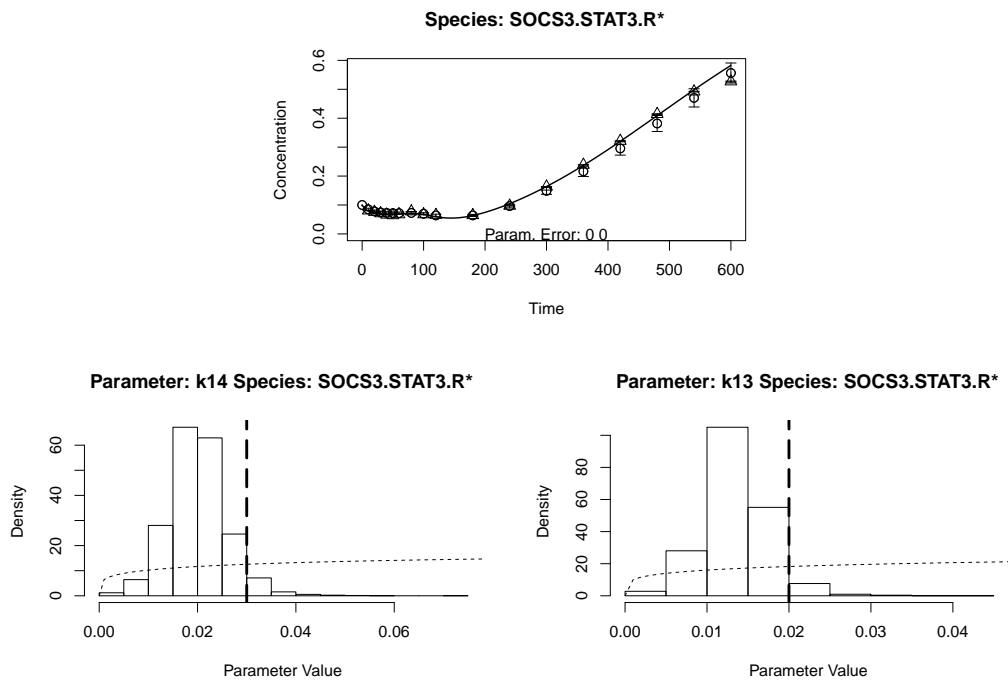 Species: SOCS3.STAT3.R*
Concentration
0.0 0.2 0.4 0.6
Param. Error: 0 0
0 100 200 300 400 500 600
Time
Parameter: k14 Species: SOCS3.STAT3.R*
Density
0 20 40 60
0.00 0.02 0.04 0.06
Parameter Value
Parameter: k13 Species: SOCS3.STAT3.R*
Density
0 20 40 60 80
0.00 0.01 0.02 0.03 0.04
Parameter Value